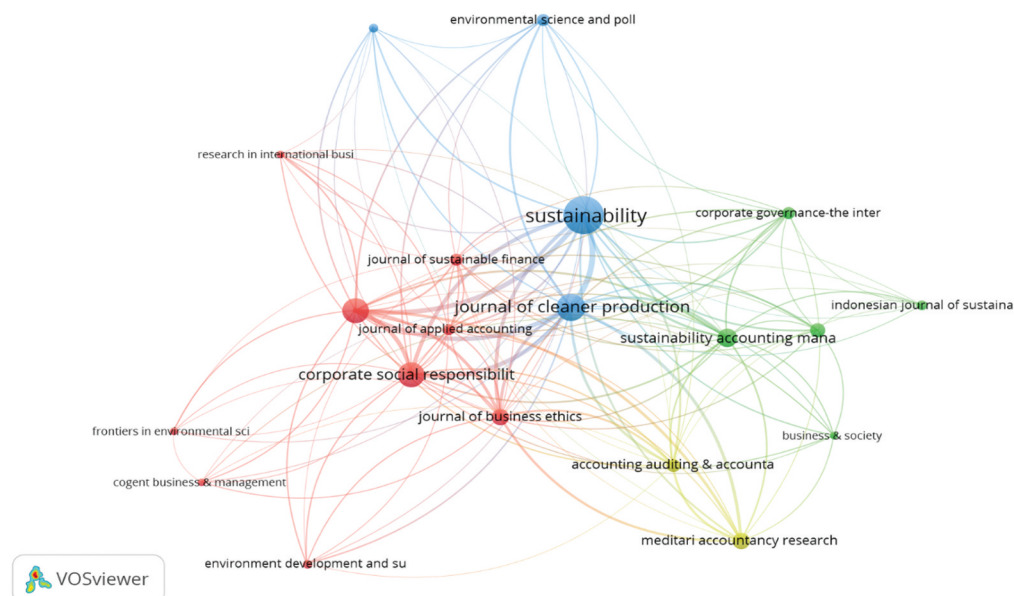 environmental science and poll
research in international busi
sustainability
corporate governance-the inter
journal of sustainable finance
journal of cleaner production
indonesian journal of sustaina
journal of applied accounting
sustainability accounting mana
corporate social responsibilit
journal of business ethics
frontiers in environmental sci
business & society
accounting auditing & accounta
cogent business & management
meditari accountancy research
environment development and su
VOSviewer